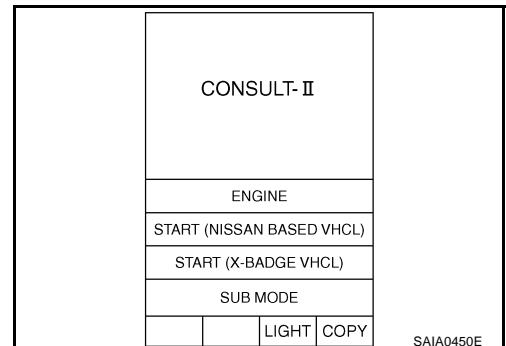 CONSULT-Ⅱ
ENGINE
START (NISSAN BASED VHCL)
START (X-BADGE VHCL)
SUB MODE
LIGHT COPY
SAIA0450E